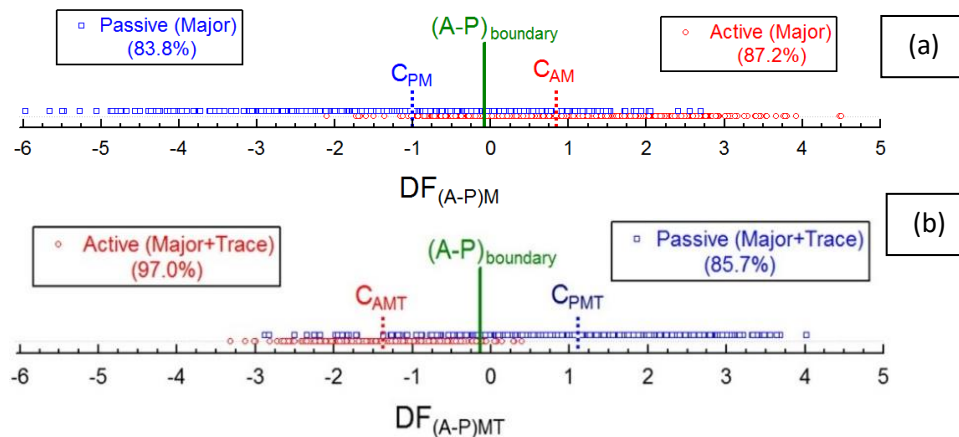 Passive (Major)
(83.8%)
(A-P)boundary
Active (Major)
(87.2%)
(a)
CPM
CAM
-6 -5 -4 -3 -2 -1 0 1 2 3 4 5
DF(A-P)M
(b)
Active (Major+Trace)
(97.0%)
(A-P)boundary
Passive (Major+Trace)
(85.7%)
CAMT
CPMT
-6 -5 -4 -3 -2 -1 0 1 2 3 4 5
DF(A-P)MT